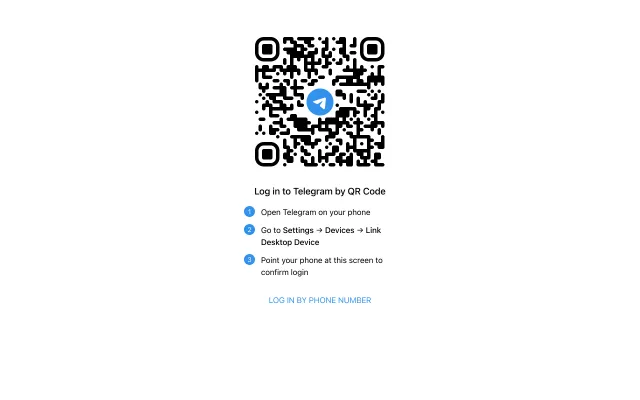 Log in to Telegram by QR Code
1 Open Telegram on your phone
2 Go to Settings → Devices → Link
Desktop Device
3 Point your phone at this screen to
confirm login
LOG IN BY PHONE NUMBER